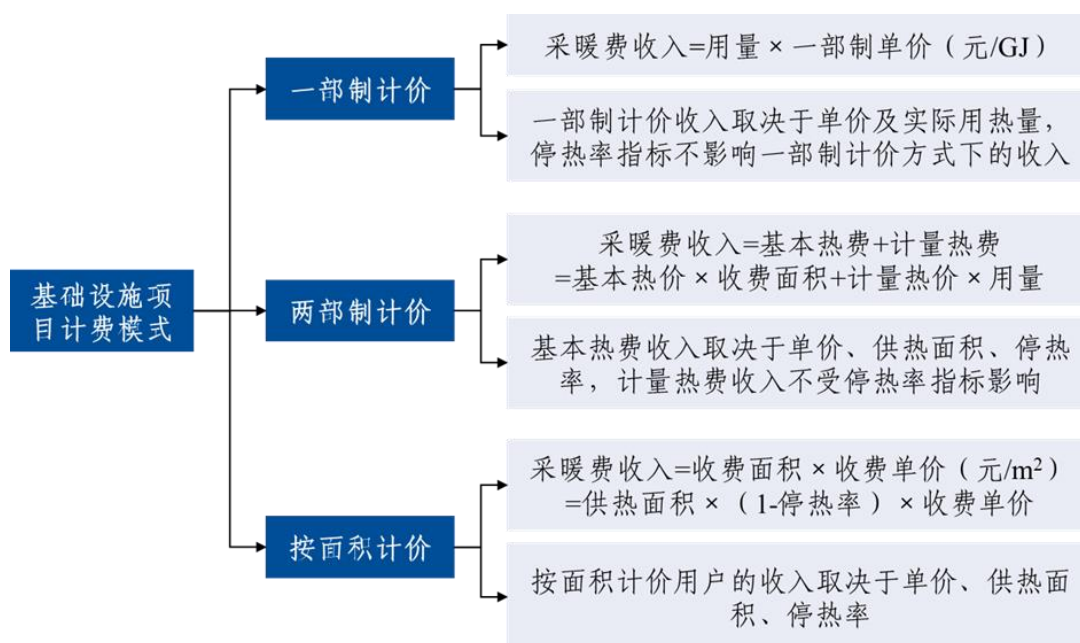 基础设施项
目计费模式
一部制计价
采暖费收入=用量×一部制单价（元/GJ）
一部制计价收入取决于单价及实际用热量，
停热率指标不影响一部制计价方式下的收入
两部制计价
采暖费收入=基本热费+计量热费
=基本热价×收费面积+计量热价×用量
基本热费收入取决于单价、供热面积、停热
率，计量热费收入不受停热率指标影响
按面积计价
采暖费收入=收费面积×收费单价（元/m²）
=供热面积×（1-停热率）×收费单价
按面积计价用户的收入取决于单价、供热面
积、停热率